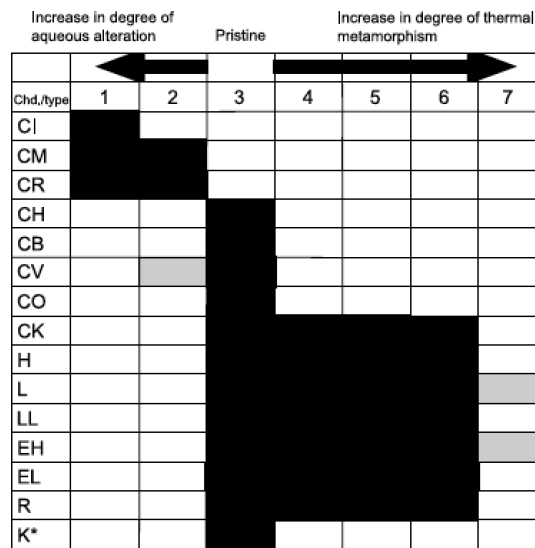 Increase in degree of
aqueous alteration
Pristine
Increase in degree of thermal
metamorphism
Chd,/type 1 2 3 4 5 6 7
CI
CM
CR
CH
CB
CV
CO
CK
H
L
LL
EH
EL
R
K*